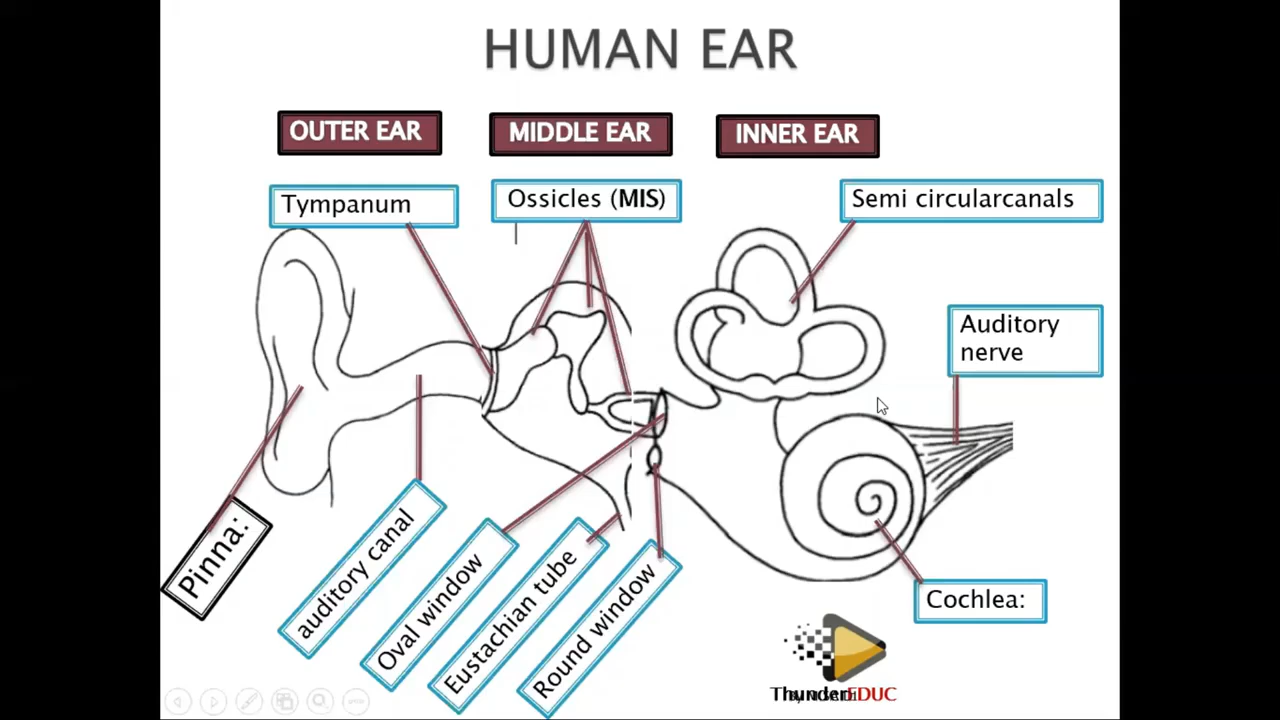 HUMAN EAR
OUTER EAR
MIDDLE EAR
INNER EAR
Tympanum
Ossicles (MIS)
Semi circularcanals
Auditory
nerve
Pinna:
auditory canal
Oval window
Eustachian tube
Round window
Cochlea:
ThunderEDUC